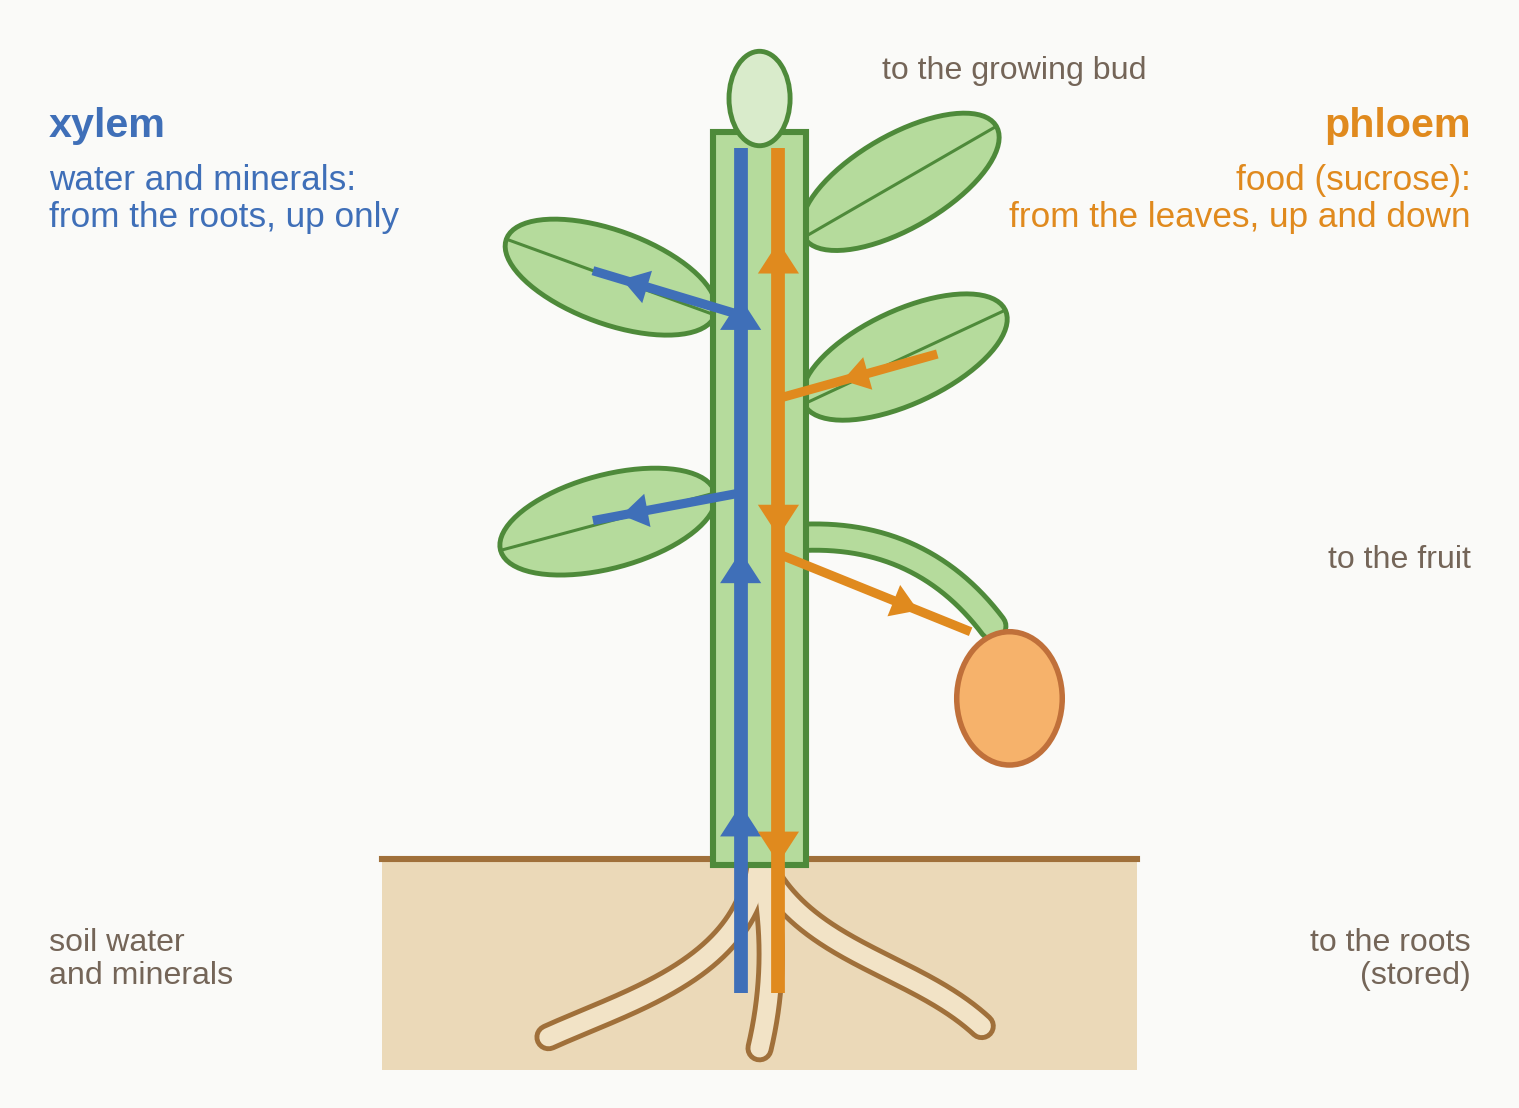 to the growing bud
xylem
water and minerals:
from the roots, up only
phloem
food (sucrose):
from the leaves, up and down
to the fruit
soil water
and minerals
to the roots
(stored)